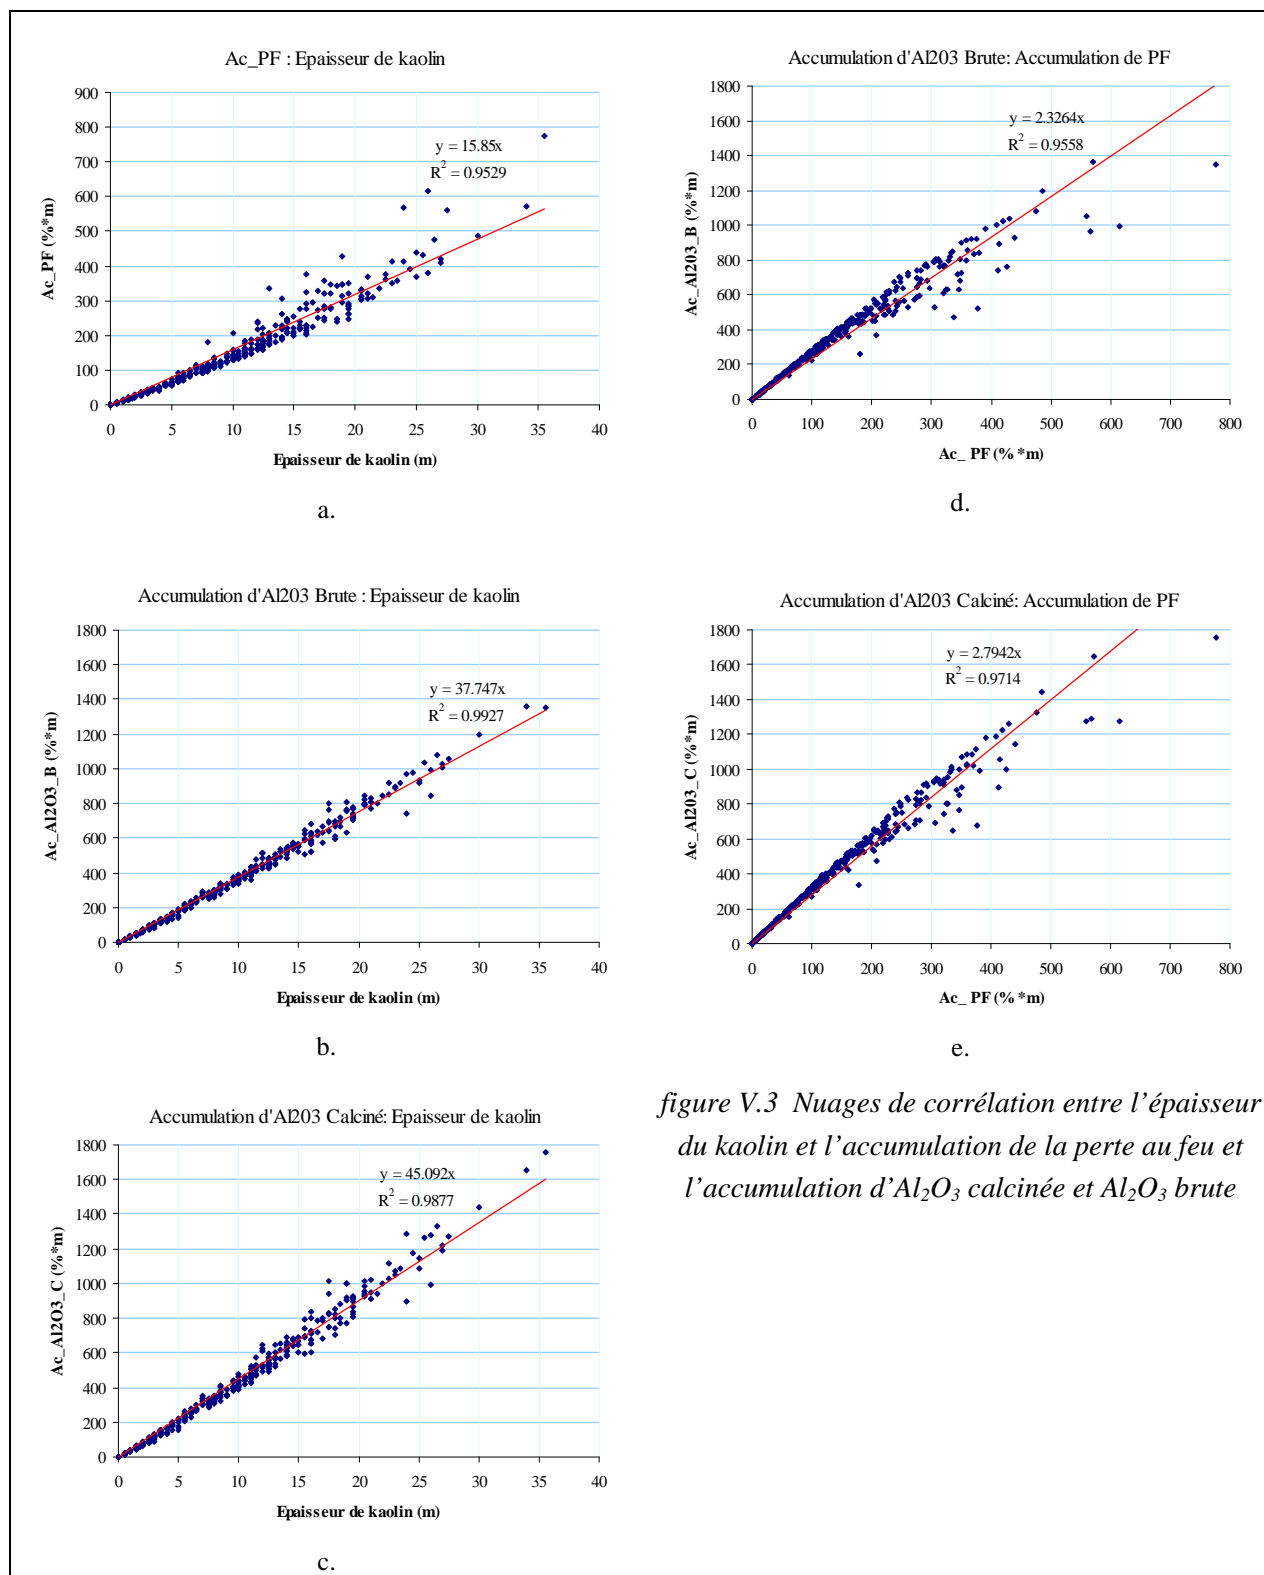 Ac_PF : Epaisseur de kaolin
900
800
700
600
500
400
300
200
100
0
Ac_PF (%*m)
y = 15.85x
R² = 0.9529
0 5 10 15 20 25 30 35 40
Epaisseur de kaolin (m)
a.
Accumulation d'Al203 Brute: Accumulation de PF
1800
1600
1400
1200
1000
800
600
400
200
0
Ac_Al203_B (%*m)
y = 2.3264x
R² = 0.9558
0 100 200 300 400 500 600 700 800
Ac_ PF (% *m)
d.
Accumulation d'Al203 Brute : Epaisseur de kaolin
1800
1600
1400
1200
1000
800
600
400
200
0
Ac_Al2O3_B (%*m)
y = 37.747x
R² = 0.9927
0 5 10 15 20 25 30 35 40
Epaisseur de kaolin (m)
b.
Accumulation d'Al203 Calciné: Accumulation de PF
1800
1600
1400
1200
1000
800
600
400
200
0
Ac_Al203_C (%*m)
y = 2.7942x
R² = 0.9714
0 100 200 300 400 500 600 700 800
Ac_ PF (% *m)
e.
Accumulation d'Al203 Calciné: Epaisseur de kaolin
1800
1600
1400
1200
1000
800
600
400
200
0
Ac_Al2O3_C (%*m)
y = 45.092x
R² = 0.9877
0 5 10 15 20 25 30 35 40
Epaisseur de kaolin (m)
c.
figure V.3 Nuages de corrélation entre l’épaisseur
du kaolin et l’accumulation de la perte au feu et
l’accumulation d’Al₂O₃ calcinée et Al₂O₃ brute